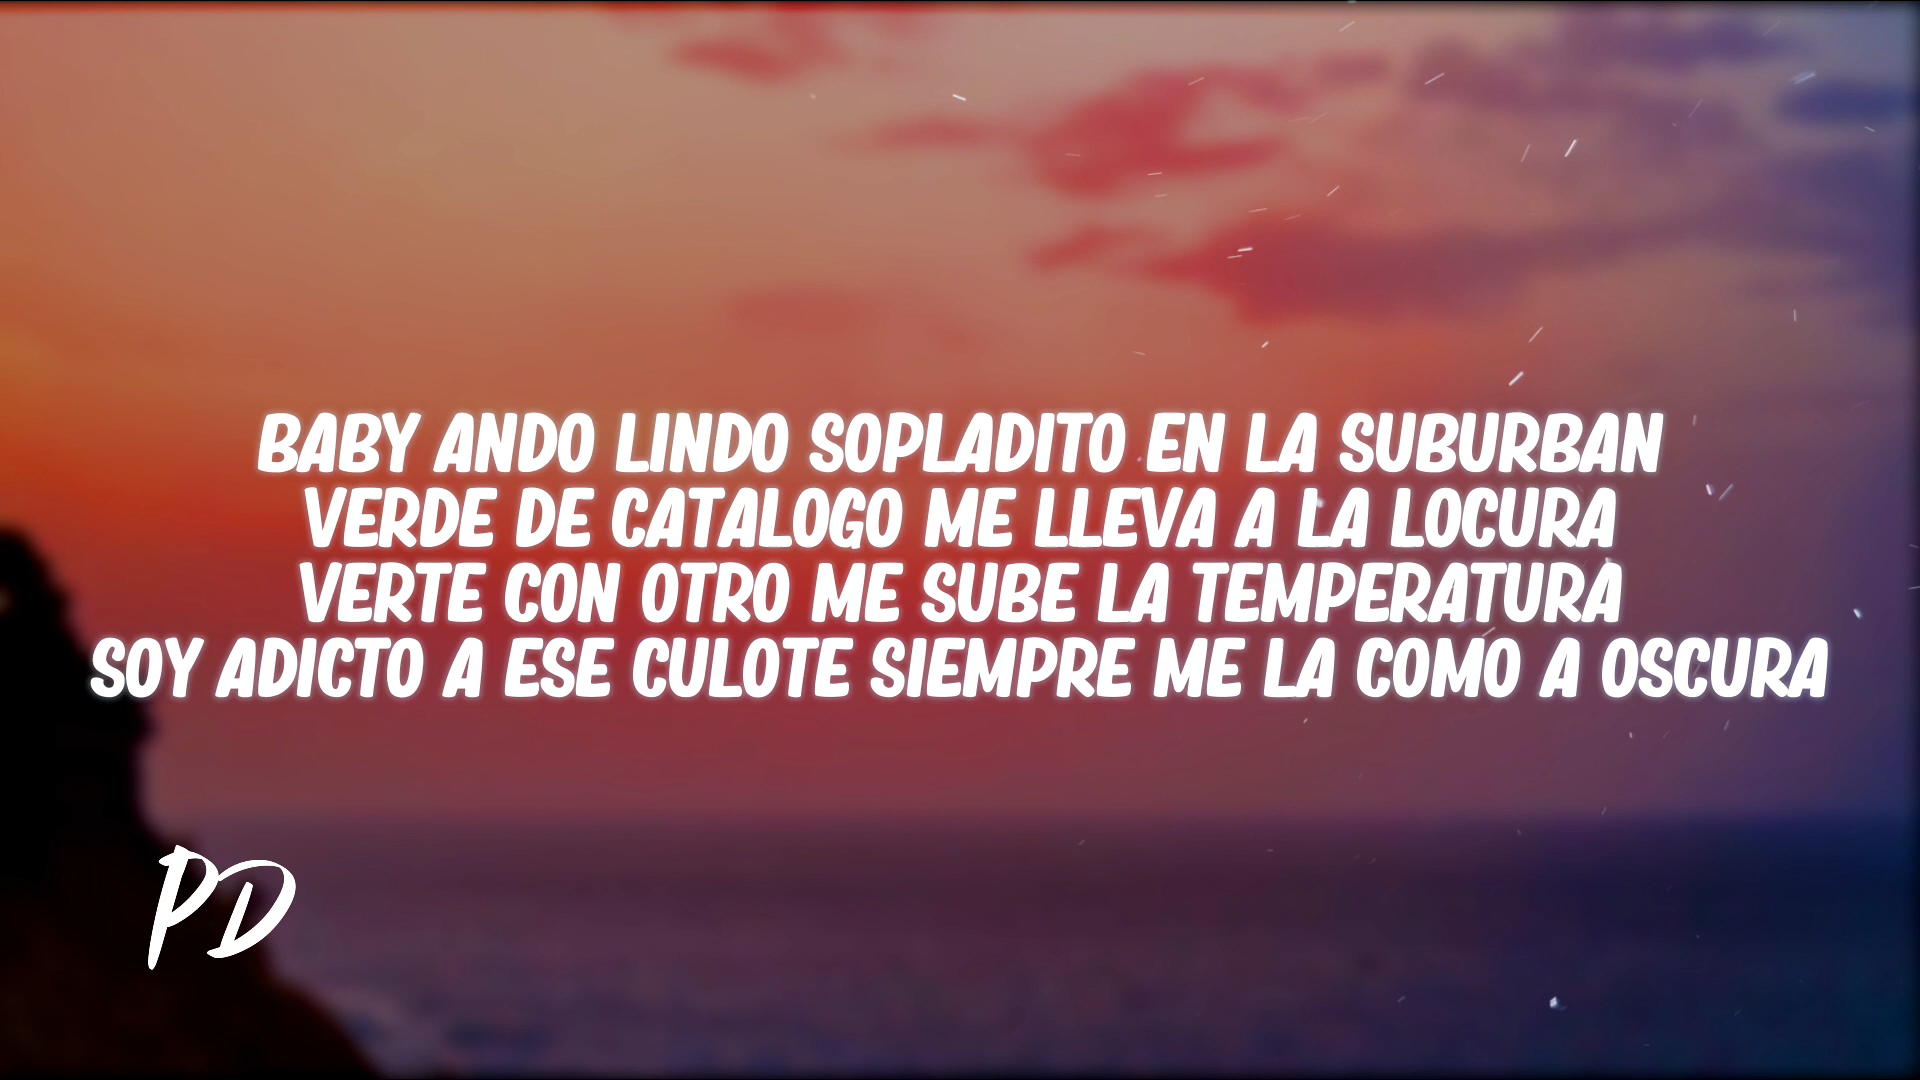 BABY ANDO LINDO SOPLADITO EN LA SUBURBAN
VERDE DE CATALOGO ME LLEVA A LA LOCURA
VERTE CON OTRO ME SUBE LA TEMPERATURA
SOY ADICTO A ESE CULOTE SIEMPRE ME LA COMO A OSCURA
PD